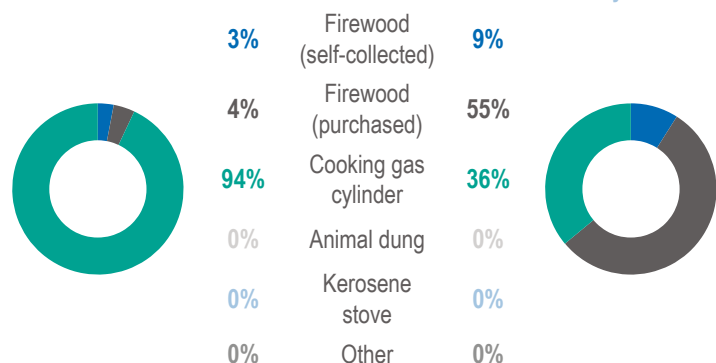 3% Firewood (self-collected) 9%
4% Firewood (purchased) 55%
94% Cooking gas cylinder 36%
0% Animal dung 0%
0% Kerosene stove 0%
0% Other 0%